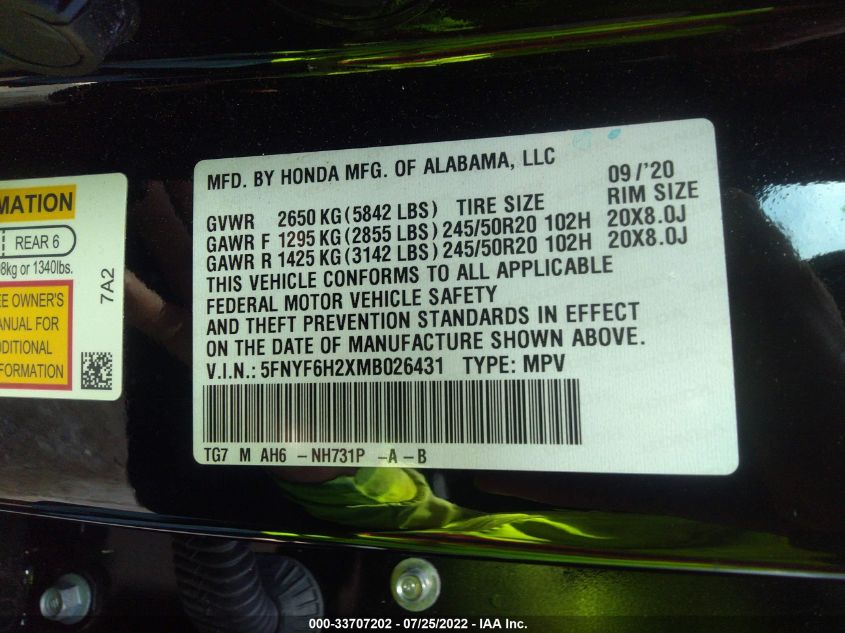 MATION
REAR 6
8kg or 1340lbs.
EE OWNER'S
ANUAL FOR
DDITIONAL
FORMATION
7A2
MFD. BY HONDA MFG. OF ALABAMA, LLC 09/'20
GVWR 2650 KG (5842 LBS) TIRE SIZE RIM SIZE
GAWR F 1295 KG (2855 LBS) 245/50R20 102H 20X8.0J
GAWR R 1425 KG (3142 LBS) 245/50R20 102H 20X8.0J
THIS VEHICLE CONFORMS TO ALL APPLICABLE
FEDERAL MOTOR VEHICLE SAFETY
AND THEFT PREVENTION STANDARDS IN EFFECT
ON THE DATE OF MANUFACTURE SHOWN ABOVE.
V.I.N.: 5FNYF6H2XMB026431 TYPE: MPV
TG7 M AH6 -NH731P -A-B
000-33707202 - 07/25/2022 - IAA Inc.